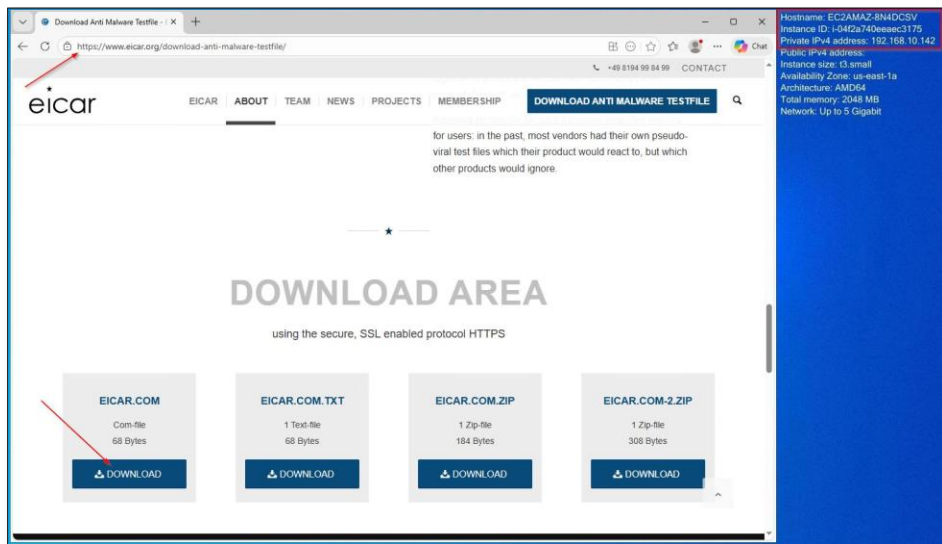 Download Anti Malware Testfile - |
https://www.eicar.org/download-anti-malware-testfile/
Chat
+49 8194 99 84 99 CONTACT
eicar
EICAR ABOUT TEAM NEWS PROJECTS MEMBERSHIP DOWNLOAD ANTI MALWARE TESTFILE
for users: in the past, most vendors had their own pseudo-
viral test files which their product would react to, but which
other products would ignore.
DOWNLOAD AREA
using the secure, SSL enabled protocol HTTPS
EICAR.COM
Com-file
68 Bytes
DOWNLOAD
EICAR.COM.TXT
1 Text-file
68 Bytes
DOWNLOAD
EICAR.COM.ZIP
1 Zip-file
184 Bytes
DOWNLOAD
EICAR.COM-2.ZIP
1 Zip-file
308 Bytes
DOWNLOAD
Hostname: EC2AMAZ-8N4DCSV
Instance ID: i-04f2a740eeaec3175
Private IPv4 address: 192.168.10.142
Public IPv4 address:
Instance size: t3.small
Availability Zone: us-east-1a
Architecture: AMD64
Total memory: 2048 MB
Network: Up to 5 Gigabit